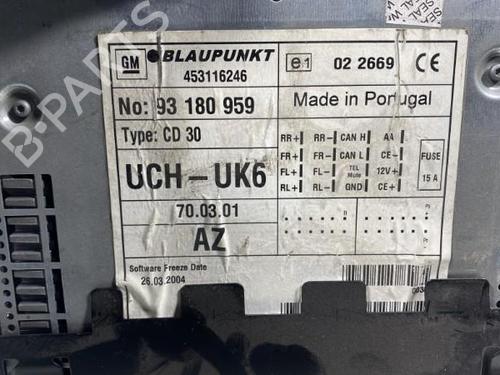 GM BLAUPUNKT
453116246
e1 02 2669 CE
No: 93 180 959
Made in Portugal
Type: CD 30
UCH-UK6
70.03.01
AZ
RR+ RR- CAN H AA
FR+ FR- CAN L CE-
FL+ FL- TEL Mute 12V+
RL+ RL- GND CE+
FUSE
15 A
Software Freeze Date
26.03.2004
B-Parts